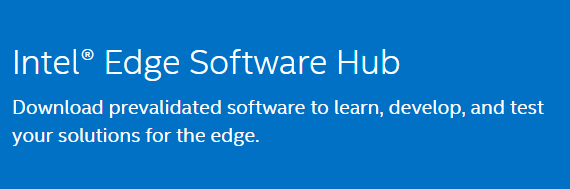 Intel® Edge Software Hub
Download prevalidated software to learn, develop, and test
your solutions for the edge.